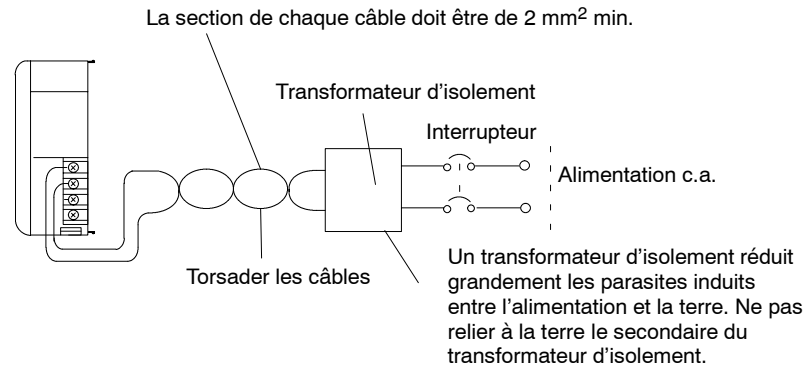 La section de chaque câble doit être de 2 mm² min.
Transformateur d'isolement
Interrupteur
Alimentation c.a.
Torsader les câbles
Un transformateur d'isolement réduit
grandement les parasites induits
entre l'alimentation et la terre. Ne pas
relier à la terre le secondaire du
transformateur d'isolement.